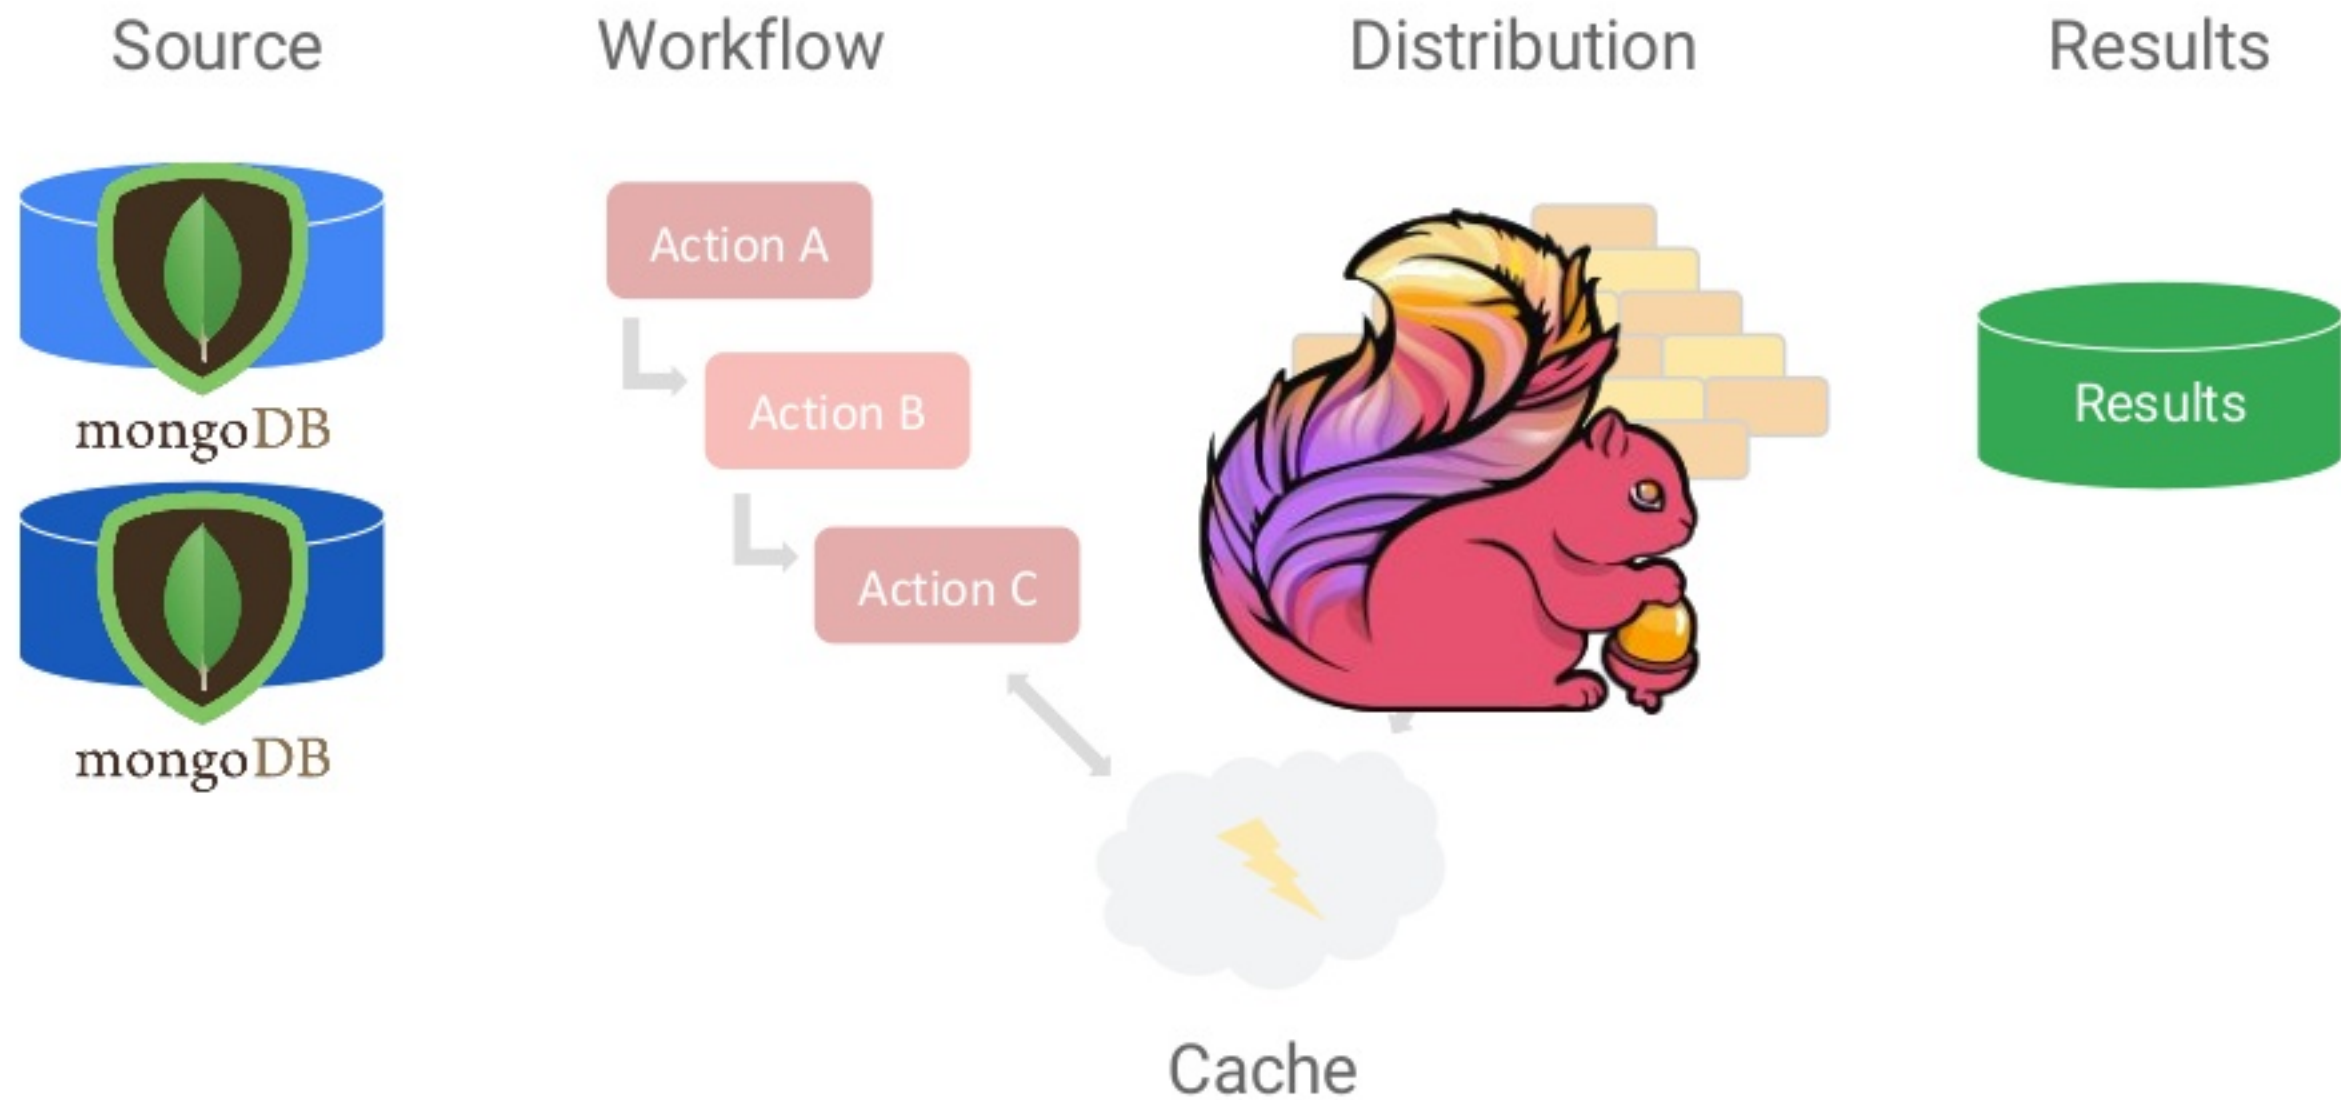 Source
Workflow
Distribution
Results
mongoDB
mongoDB
Action A
Action B
Action C
Results
Cache